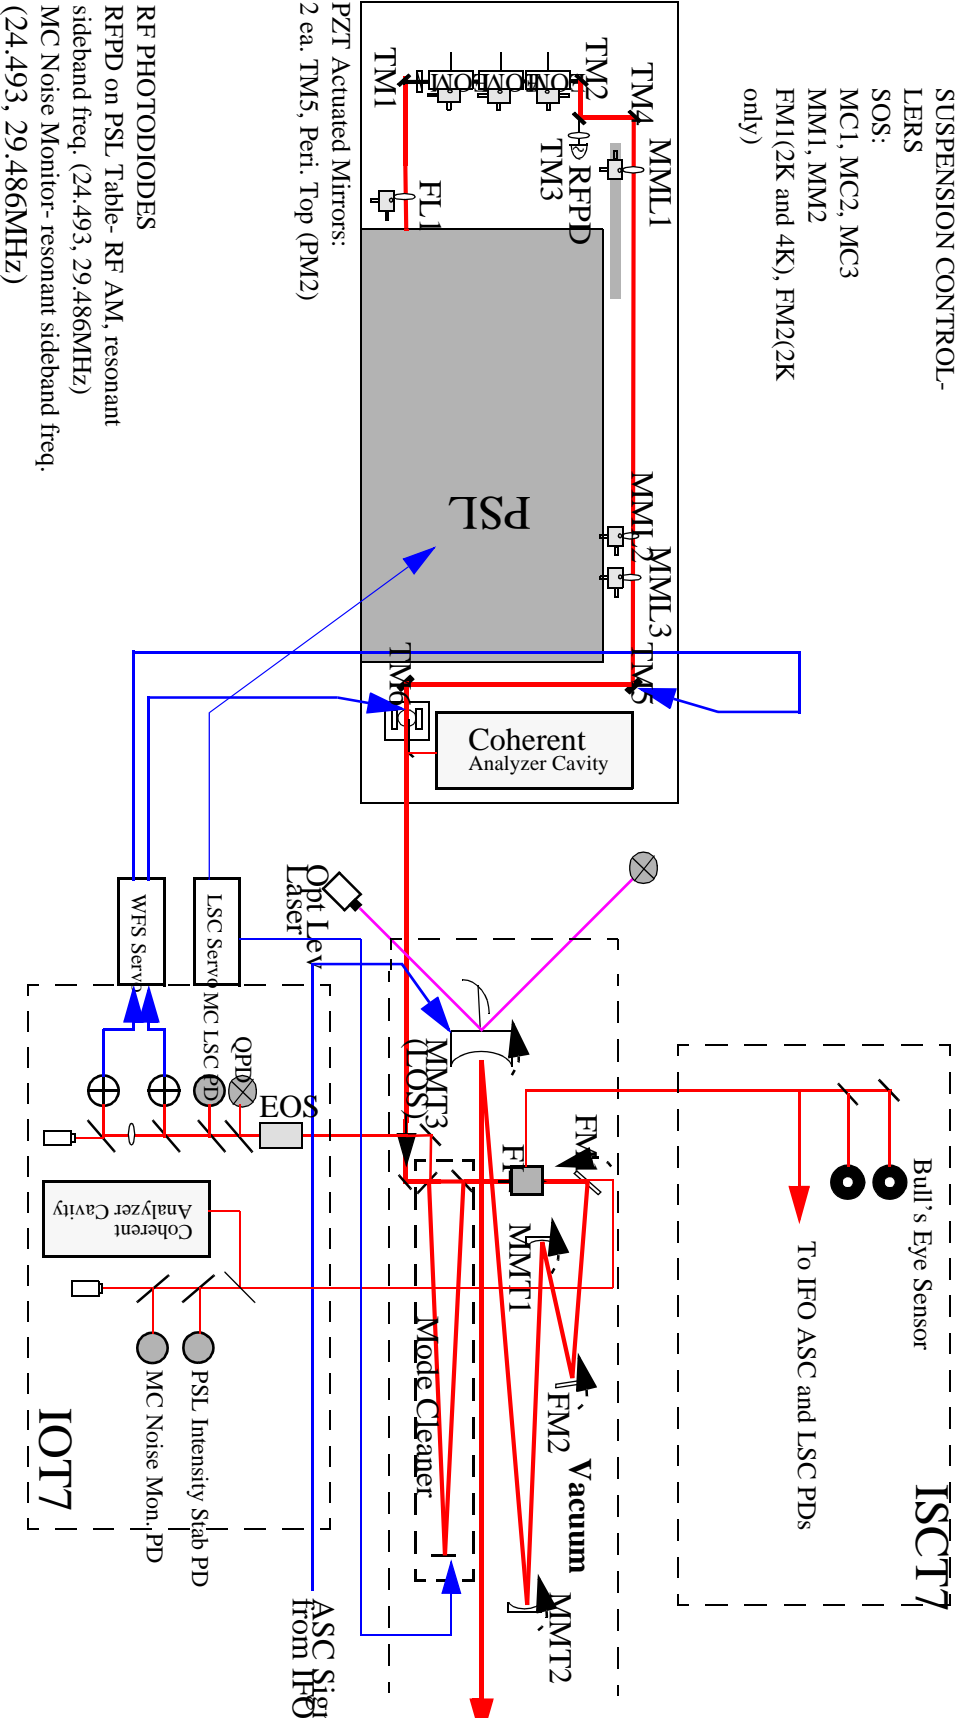 SUSPENSION CONTROL-
LERS
SOS:
MC1, MC2, MC3
MM1, MM2
FM1(2K and 4K), FM2(2K
only)
TM4
MML1
TM2
RFPD
TM3
TM1
FL1
PZT Actuated Mirrors:
2 ea. TM5, Peri. Top (PM2)
RF PHOTODIODES
RFPD on PSL Table- RF AM, resonant
sideband freq. (24.493, 29.486MHz)
MC Noise Monitor- resonant sideband freq.
(24.493, 29.486MHz)
PSL
MML2
MML3
TM5
TM6
Coherent
Analyzer Cavity
Opt Lev
Laser
WFS Servo
LSC Servo
MC LSC PD
QPD
EOS
MMT3
(LOS)
FI
MMT1
FM2
MMT2
Mode Cleaner
Vacuum
Coherent
Analyzer Cavity
PSL Intensity Stab PD
MC Noise Mon. PD
IOT7
Bull's Eye Sensor
To IFO ASC and LSC PDs
ISCT7
from IFO